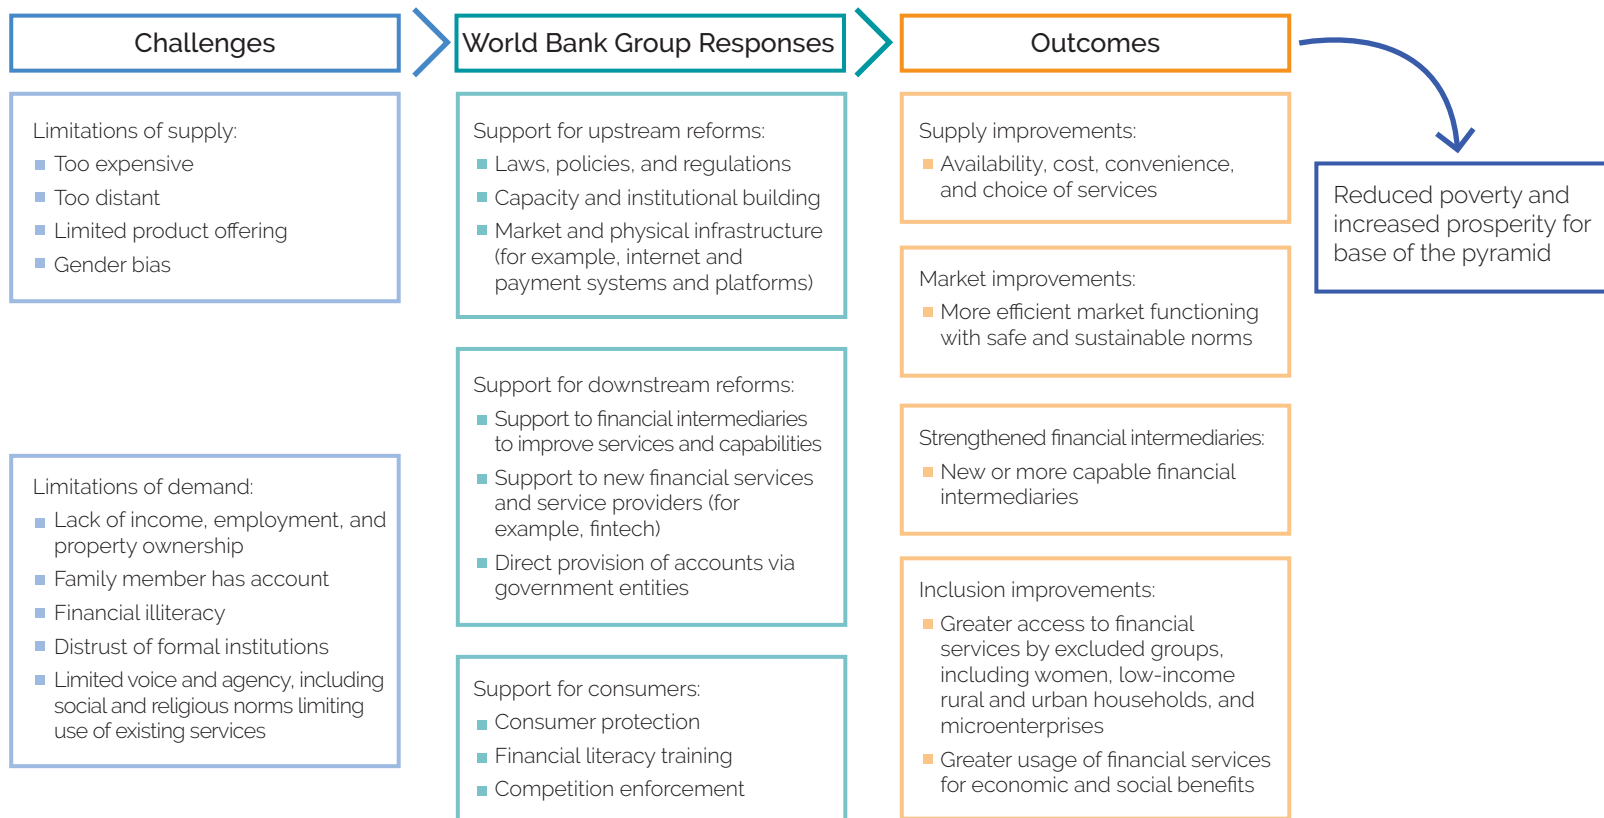 Challenges
World Bank Group Responses
Outcomes
Limitations of supply:
Too expensive
Too distant
Limited product offering
Gender bias
Limitations of demand:
Lack of income, employment, and
property ownership
Family member has account
Financial illiteracy
Distrust of formal institutions
Limited voice and agency, including
social and religious norms limiting
use of existing services
Support for upstream reforms:
Laws, policies, and regulations
Capacity and institutional building
Market and physical infrastructure
(for example, internet and
payment systems and platforms)
Support for downstream reforms:
Support to financial intermediaries
to improve services and capabilities
Support to new financial services
and service providers (for
example, fintech)
Direct provision of accounts via
government entities
Support for consumers:
Consumer protection
Financial literacy training
Competition enforcement
Supply improvements:
Availability, cost, convenience,
and choice of services
Market improvements:
More efficient market functioning
with safe and sustainable norms
Strengthened financial intermediaries:
New or more capable financial
intermediaries
Inclusion improvements:
Greater access to financial
services by excluded groups,
including women, low-income
rural and urban households, and
microenterprises
Greater usage of financial services
for economic and social benefits
Reduced poverty and
increased prosperity for
base of the pyramid